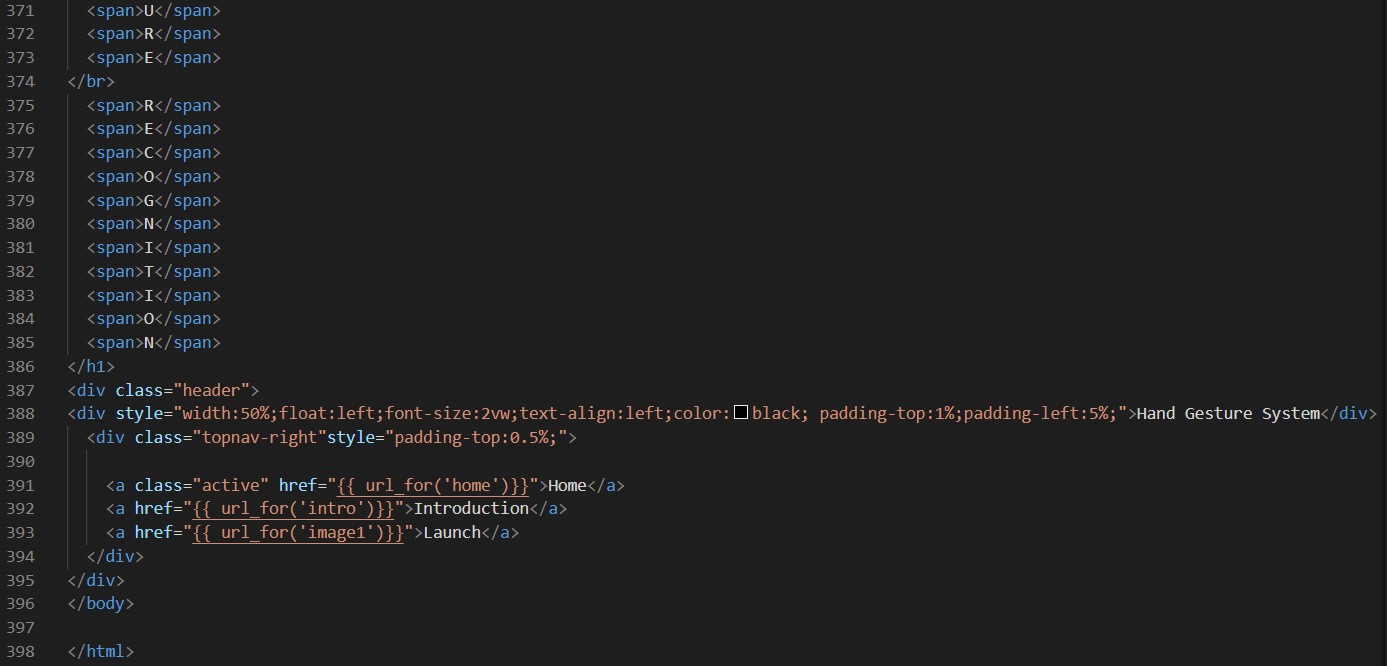 371 <span>U</span>
372 <span>R</span>
373 <span>E</span>
374 </br>
375 <span>R</span>
376 <span>E</span>
377 <span>C</span>
378 <span>O</span>
379 <span>G</span>
380 <span>N</span>
381 <span>I</span>
382 <span>T</span>
383 <span>I</span>
384 <span>O</span>
385 <span>N</span>
386 </h1>
387 <div class="header">
388 <div style="width:50%;float:left;font-size:2vw;text-align:left;color:black; padding-top:1%;padding-left:5%;">Hand Gesture System</div>
389 <div class="topnav-right"style="padding-top:0.5%;">
390
391 <a class="active" href="{{ url_for('home')}}">Home</a>
392 <a href="{{ url_for('intro')}}">Introduction</a>
393 <a href="{{ url_for('image1')}}">Launch</a>
394 </div>
395 </div>
396 </body>
397
398 </html>